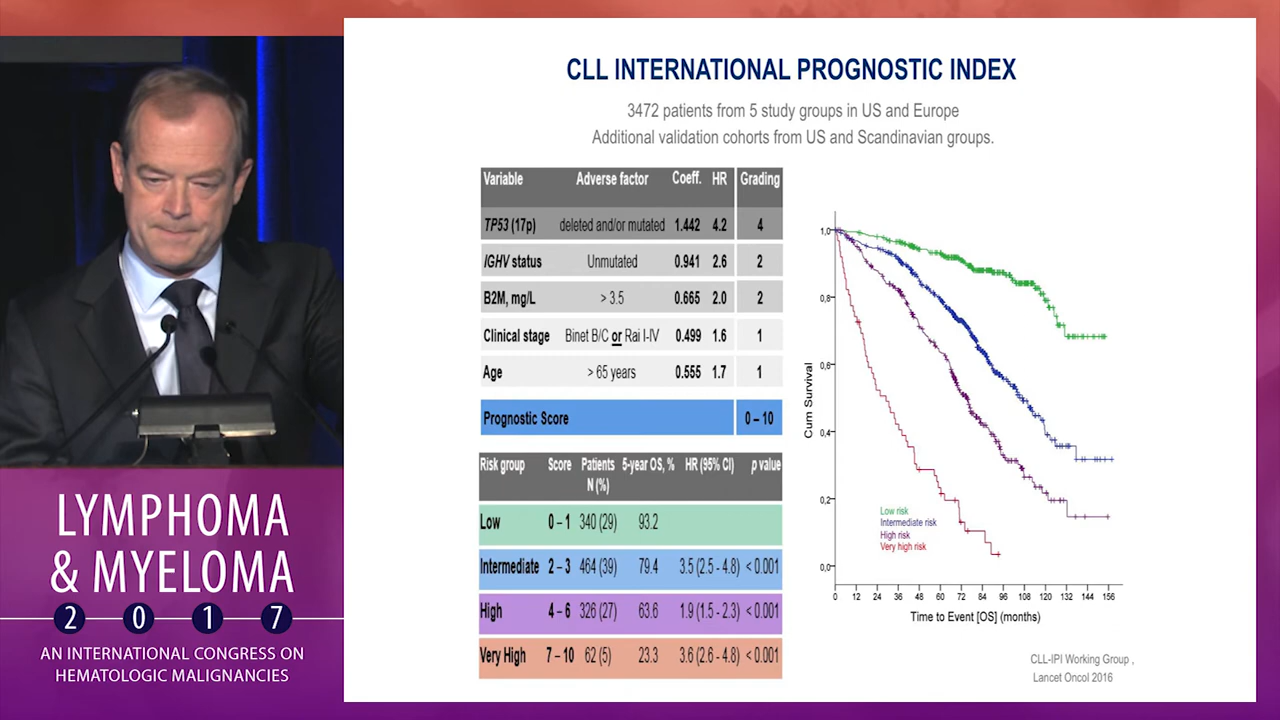 CLL INTERNATIONAL PROGNOSTIC INDEX
3472 patients from 5 study groups in US and Europe
Additional validation cohorts from US and Scandinavian groups.
Variable Adverse factor Coeff. HR Grading
TP53 (17p) deleted and/or mutated 1.442 4.2 4
IGHV status Unmutated 0.941 2.6 2
B2M, mg/L > 3.5 0.665 2.0 2
Clinical stage Binet B/C or Rai I-IV 0.499 1.6 1
Age > 65 years 0.555 1.7 1
Prognostic Score 0 – 10
Risk group Score Patients N (%) 5-year OS, % HR (95% CI) p value
Low 0 – 1 340 (29) 93.2
Intermediate 2 – 3 464 (39) 79.4 3.5 (2.5 - 4.8) < 0.001
High 4 – 6 326 (27) 63.6 1.9 (1.5 - 2.3) < 0.001
Very High 7 – 10 62 (5) 23.3 3.6 (2.6 - 4.8) < 0.001
1,0
0,8
0,6
0,4
0,2
0,0
Cum Survival
Low risk
Intermediate risk
High risk
Very high risk
0 12 24 36 48 60 72 84 96 108 120 132 144 156
Time to Event [OS] (months)
CLL-IPI Working Group ,
Lancet Oncol 2016
LYMPHOMA
& MYELOMA
2 0 1 7
AN INTERNATIONAL CONGRESS ON
HEMATOLOGIC MALIGNANCIES